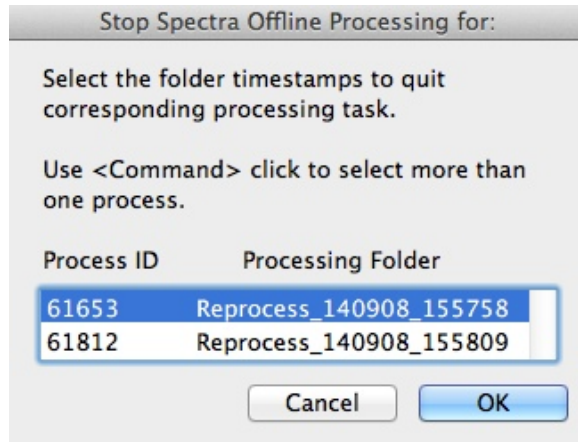 Stop Spectra Offline Processing for:
Select the folder timestamps to quit
corresponding processing task.
Use <Command> click to select more than
one process.
Process ID Processing Folder
61653 Reprocess_140908_155758
61812 Reprocess_140908_155809
Cancel OK